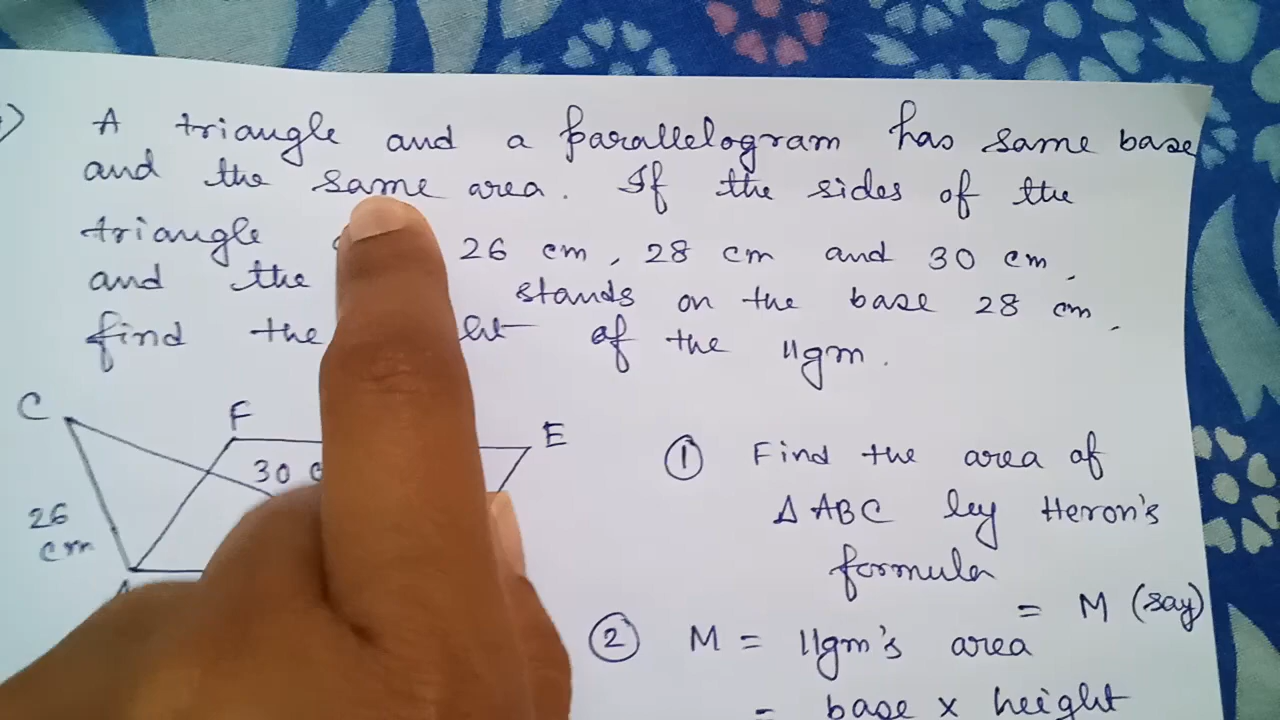 A triangle and a parallelogram has same base
and the same area. If the sides of the
triangle 26 cm, 28 cm and 30 cm,
and the stands on the base 28 cm,
find the of the llgm.
C
F
E
30
26
cm
① Find the area of
Δ ABC by Heron's
formula
= M (say)
② M = llgm's area
= base x height